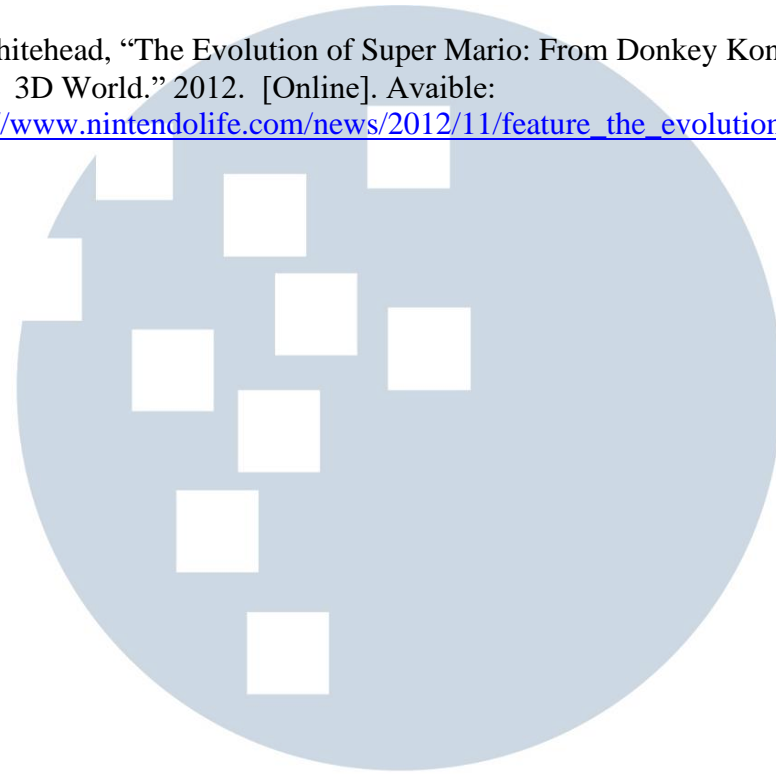 hitehead, “The Evolution of Super Mario: From Donkey Kon
3D World.” 2012. [Online]. Avaible:
//www.nintendolife.com/news/2012/11/feature_the_evolution